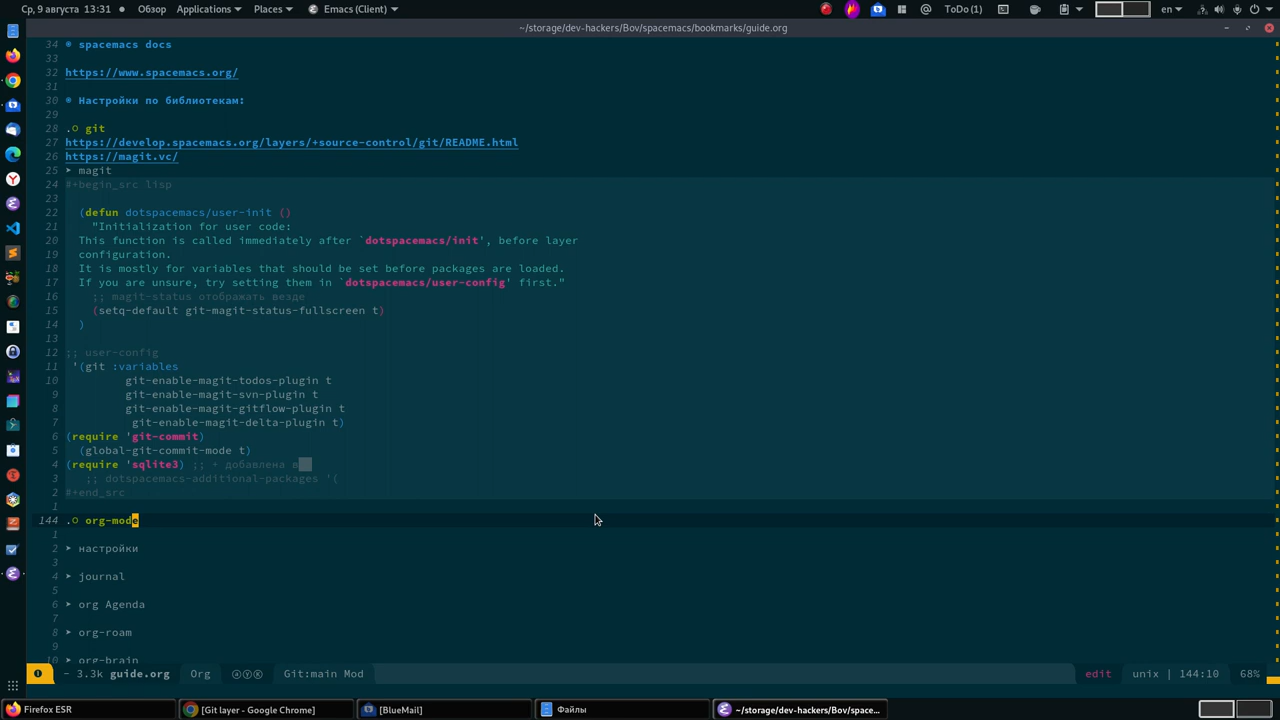 Ср, 9 августа 13:31 Обзор Applications Places Emacs (Client) ToDo (1) en
~/storage/dev-hackers/Bov/spacemacs/bookmarks/guide.org
34 spacemacs docs
33
32 https://www.spacemacs.org/
31
30 Настройки по библиотекам:
29
28 .○ git
27 https://develop.spacemacs.org/layers/+source-control/git/README.html
26 https://magit.vc/
25 ➤ magit
24 #+begin_src lisp
23
22 (defun dotspacemacs/user-init ()
21 "Initialization for user code:
20 This function is called immediately after `dotspacemacs/init', before layer
19 configuration.
18 It is mostly for variables that should be set before packages are loaded.
17 If you are unsure, try setting them in `dotspacemacs/user-config' first."
16 ;; magit-status отображать везде
15 (setq-default git-magit-status-fullscreen t)
14 )
13
12 ;; user-config
11 '(git :variables
10 git-enable-magit-todos-plugin t
9 git-enable-magit-svn-plugin t
8 git-enable-magit-gitflow-plugin t
7 git-enable-magit-delta-plugin t)
6 (require 'git-commit)
5 (global-git-commit-mode t)
4 (require 'sqlite3) ;; + добавлена в
3 ;; dotspacemacs-additional-packages '(
2 #+end_src
1
144 .○ org-mode
1
2 ➤ настройки
3
4 ➤ journal
5
6 ➤ org Agenda
7
8 ➤ org-roam
9
10 ➤ org-brain
- 3.3k guide.org Org ⓐⓎⓀ Git:main Mod edit unix | 144:10 68%
Firefox ESR [Git layer - Google Chrome] [BlueMail] Файлы ~/storage/dev-hackers/Bov/space...